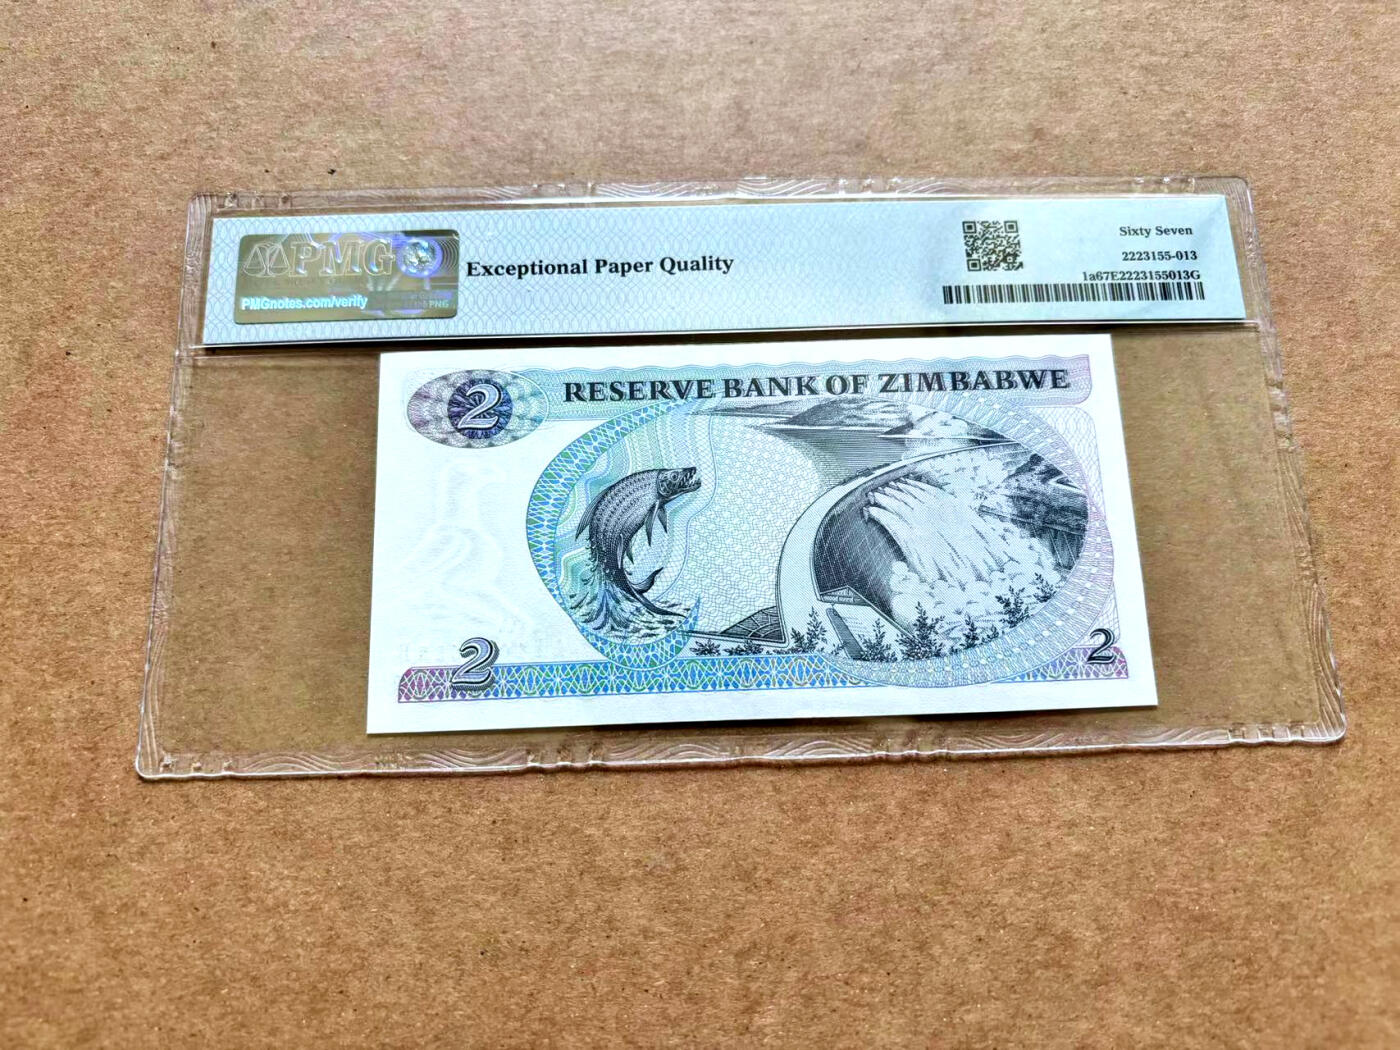 PMG
PMGnotes.com/verify
Exceptional Paper Quality
Sixty Seven
2223155-013
1a67E2223155013G
2
RESERVE BANK OF ZIMBABWE
2
2